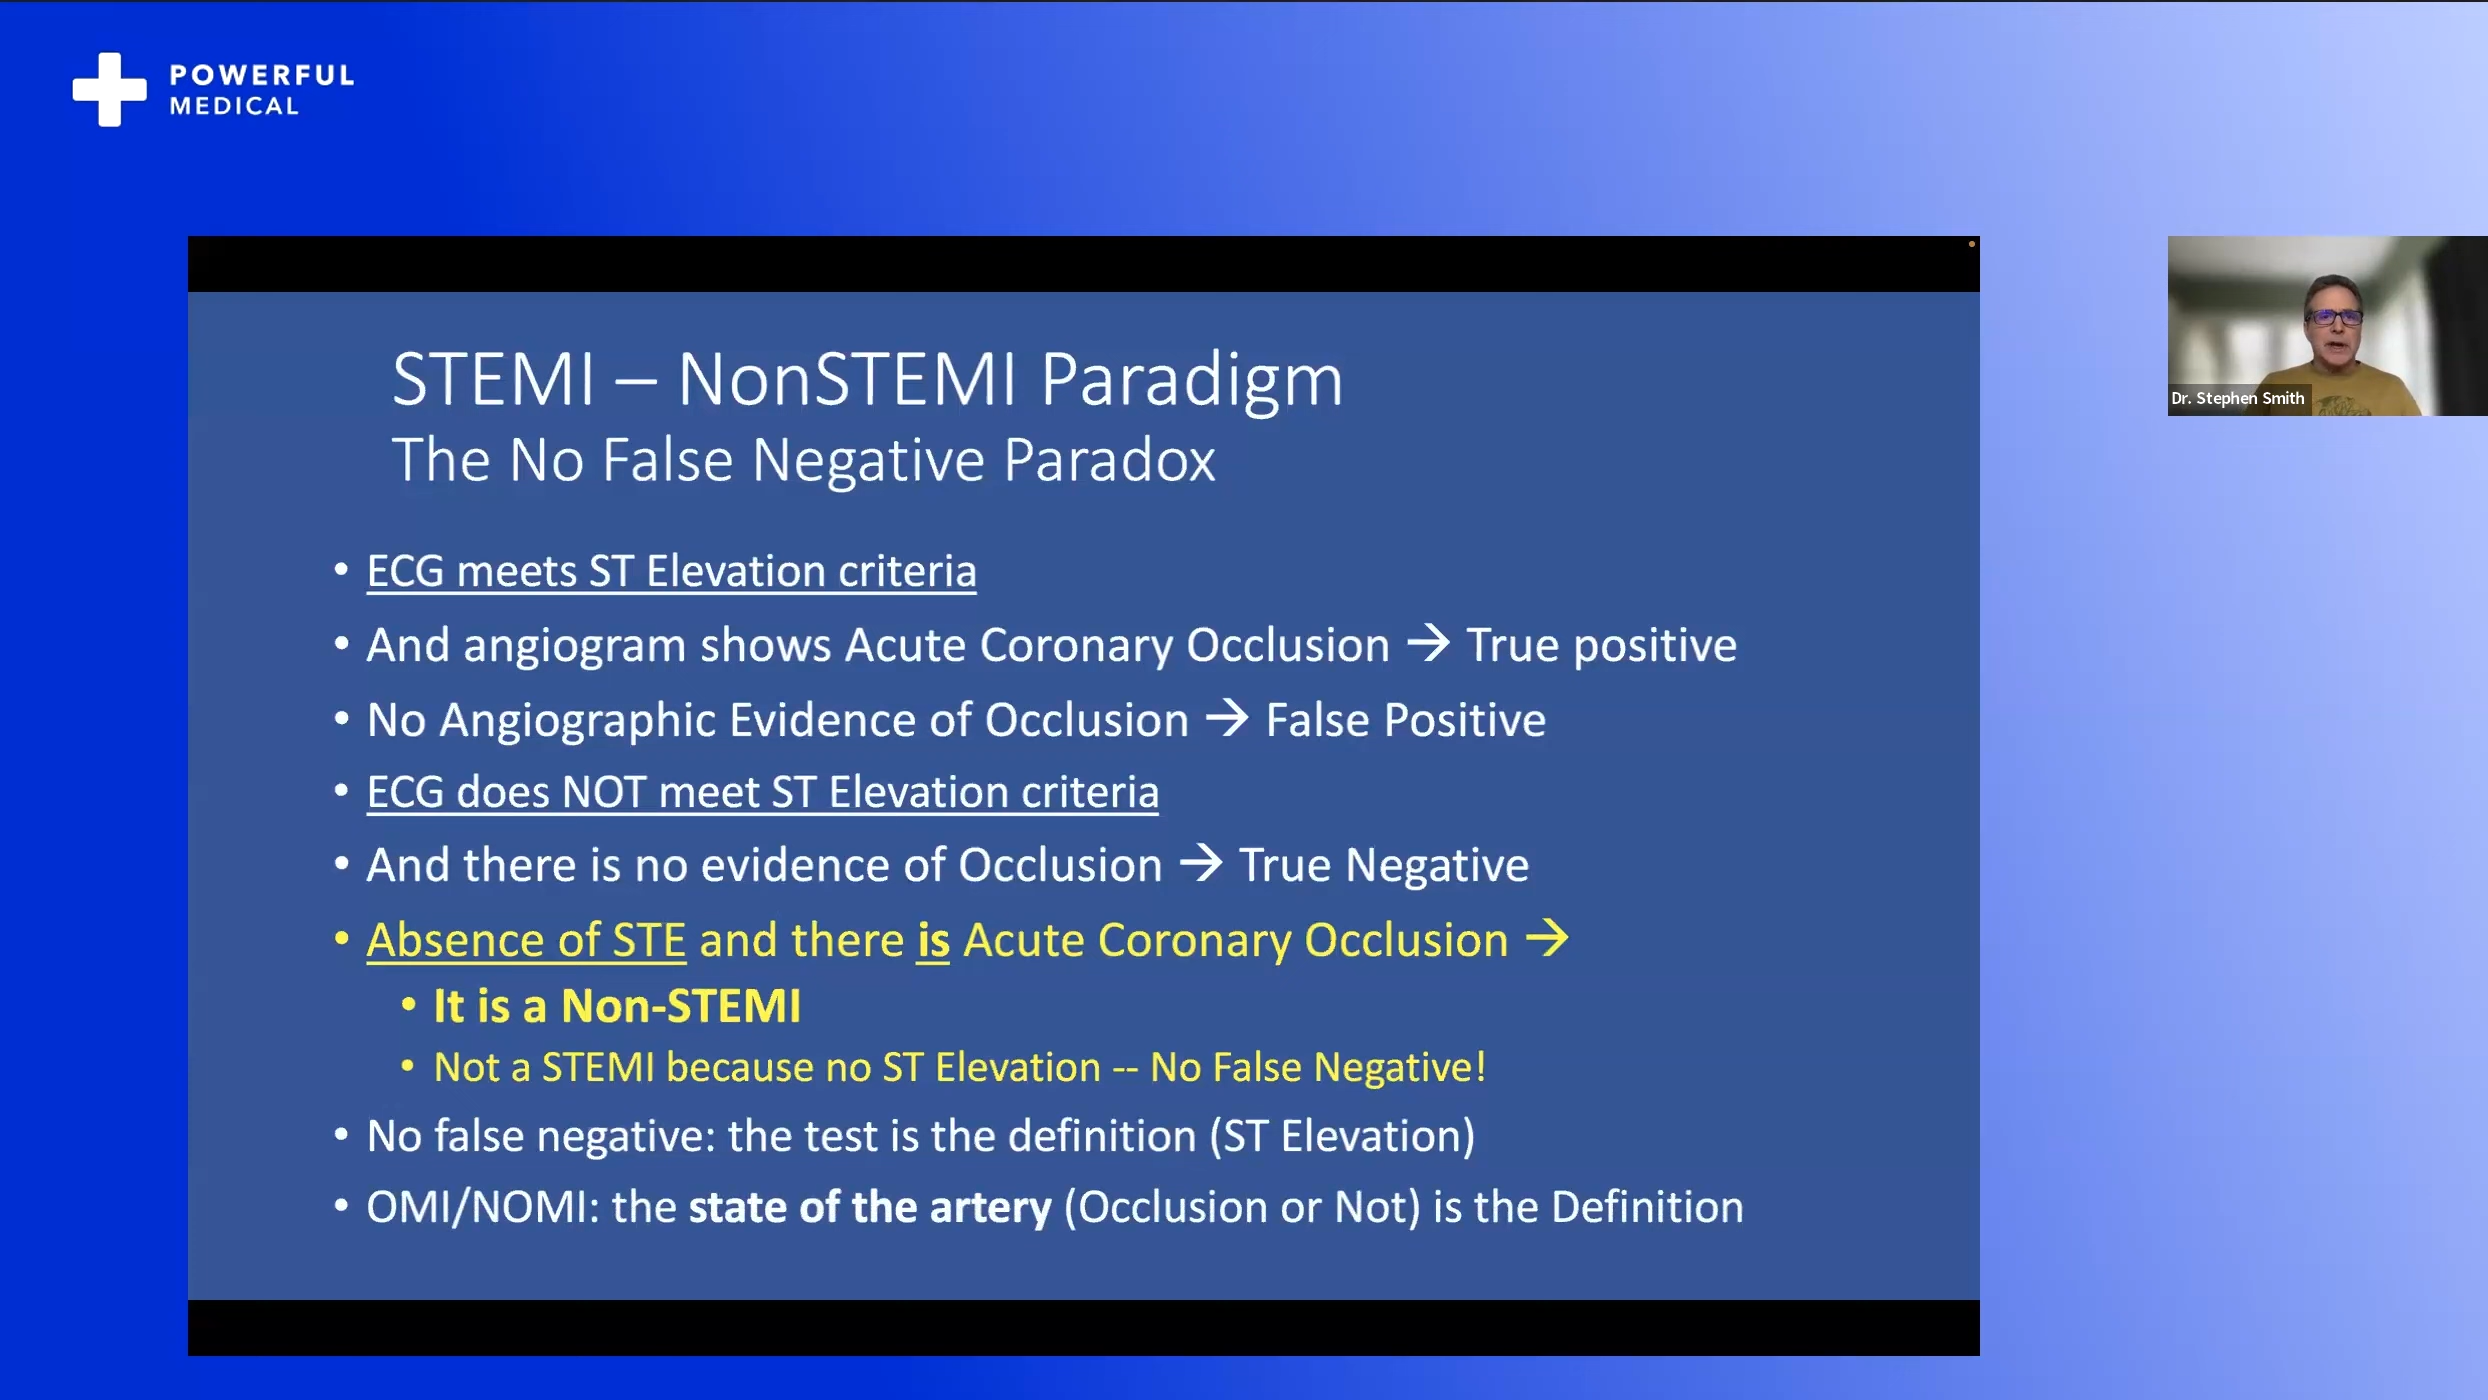 POWERFUL
MEDICAL
STEMI – NonSTEMI Paradigm
The No False Negative Paradox
• ECG meets ST Elevation criteria
• And angiogram shows Acute Coronary Occlusion → True positive
• No Angiographic Evidence of Occlusion → False Positive
• ECG does NOT meet ST Elevation criteria
• And there is no evidence of Occlusion → True Negative
• Absence of STE and there is Acute Coronary Occlusion →
• It is a Non-STEMI
• Not a STEMI because no ST Elevation -- No False Negative!
• No false negative: the test is the definition (ST Elevation)
• OMI/NOMI: the state of the artery (Occlusion or Not) is the Definition
Dr. Stephen Smith